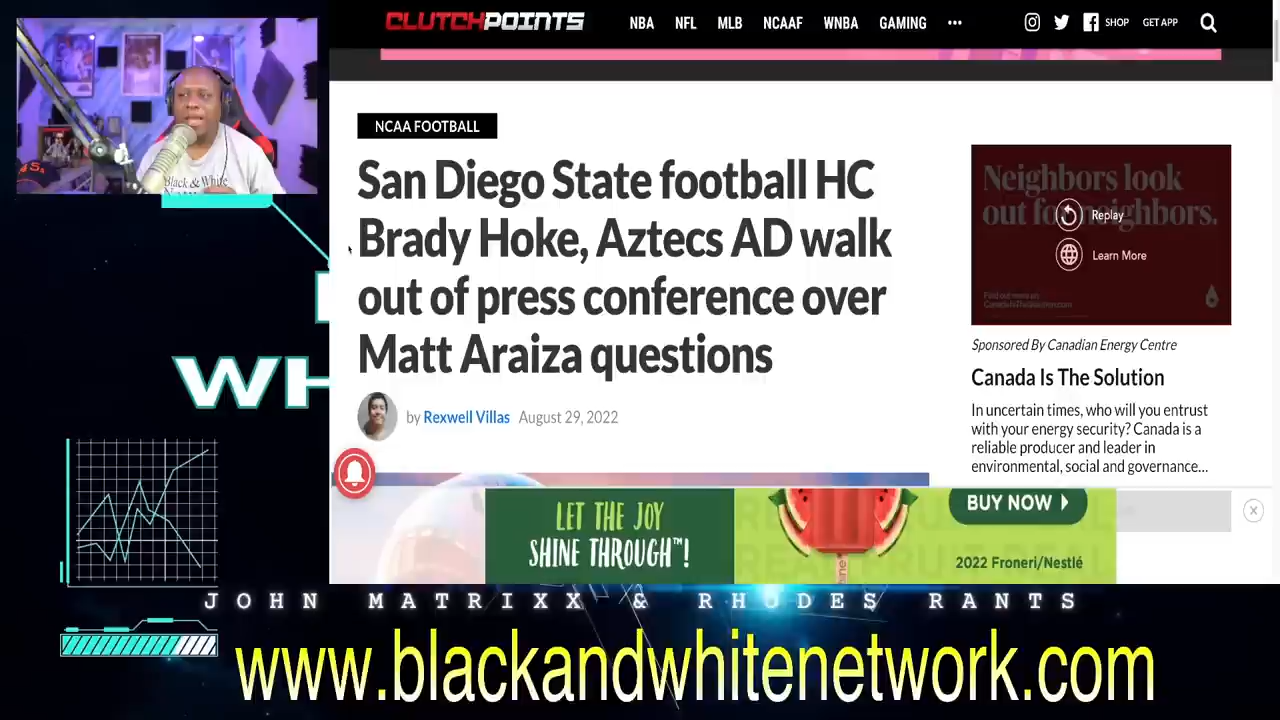 CLUTCHPOINTS
NBA NFL MLB NCAAF WNBA GAMING •••
SHOP GET APP
NCAA FOOTBALL
San Diego State football HC
Brady Hoke, Aztecs AD walk
out of press conference over
Matt Araiza questions
by Rexwell Villas August 29, 2022
Neighbors look
out for neighbors.
Replay
Learn More
Sponsored By Canadian Energy Centre
Canada Is The Solution
In uncertain times, who will you entrust
with your energy security? Canada is a
reliable producer and leader in
environmental, social and governance...
Black & White
WH
LET THE JOY
SHINE THROUGH™!
BUY NOW
2022 Froneri/Nestlé
JOHN MATRIXX & RHODES RANTS
www.blackandwhitenetwork.com